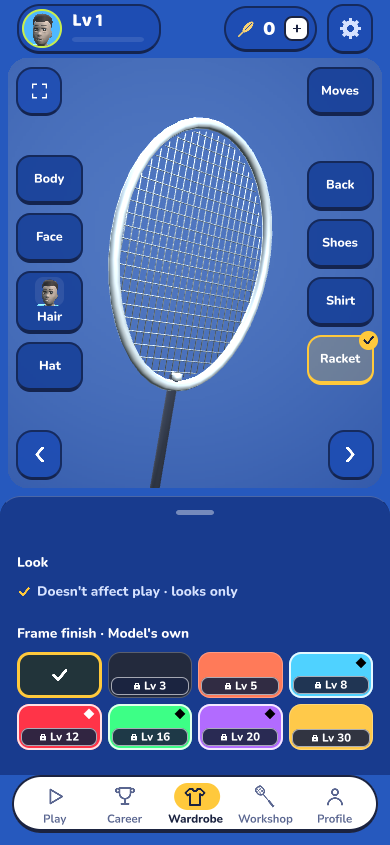 Lv 1
0
+
Moves
Body
Back
Face
Shoes
Hair
Shirt
Hat
Racket
Look
Doesn't affect play · looks only
Frame finish · Model's own
Lv 3
Lv 5
Lv 8
Lv 12
Lv 16
Lv 20
Lv 30
Play
Career
Wardrobe
Workshop
Profile